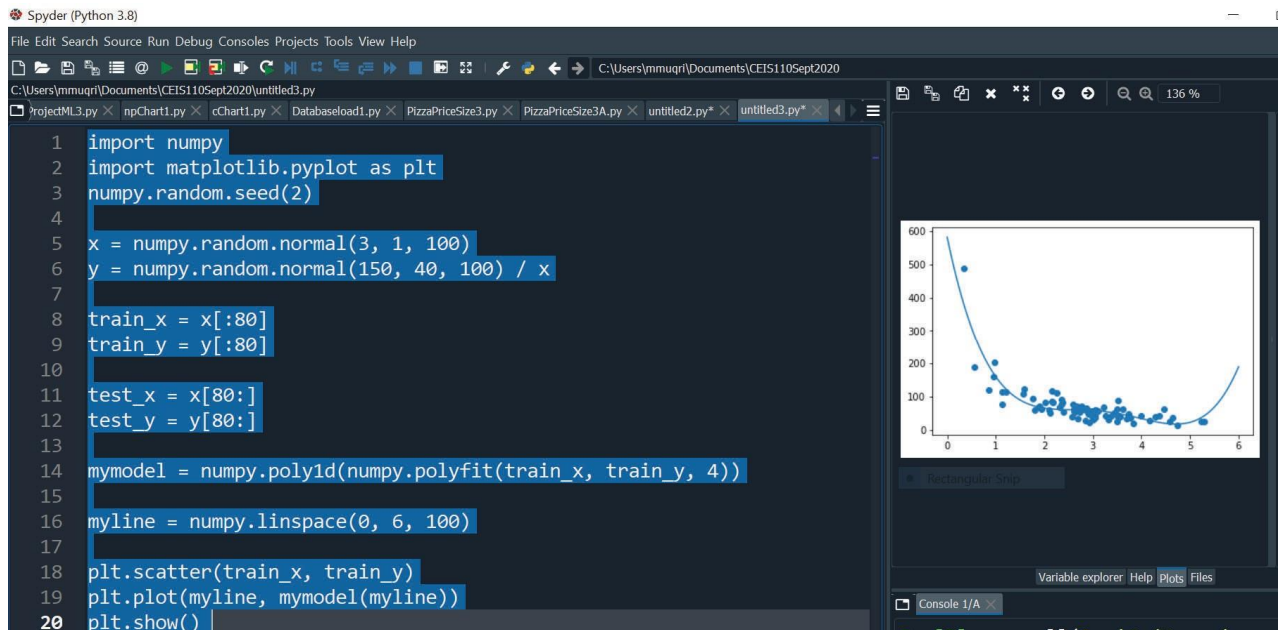 Spyder (Python 3.8)
File Edit Search Source Run Debug Consoles Projects Tools View Help
C:\Users\mmuqri\Documents\CEIS110Sept2020
C:\Users\mmuqri\Documents\CEIS110Sept2020\untitled3.py
ProjectML3.py npChart1.py cChart1.py Databaseload1.py PizzaPriceSize3.py PizzaPriceSize3A.py untitled2.py* untitled3.py*
136 %
1 import numpy
2 import matplotlib.pyplot as plt
3 numpy.random.seed(2)
4
5 x = numpy.random.normal(3, 1, 100)
6 y = numpy.random.normal(150, 40, 100) / x
7
8 train_x = x[:80]
9 train_y = y[:80]
10
11 test_x = x[80:]
12 test_y = y[80:]
13
14 mymodel = numpy.poly1d(numpy.polyfit(train_x, train_y, 4))
15
16 myline = numpy.linspace(0, 6, 100)
17
18 plt.scatter(train_x, train_y)
19 plt.plot(myline, mymodel(myline))
20 plt.show()
600
500
400
300
200
100
0
0 1 2 3 4 5 6
Rectangular Snip
Variable explorer Help Plots Files
Console 1/A